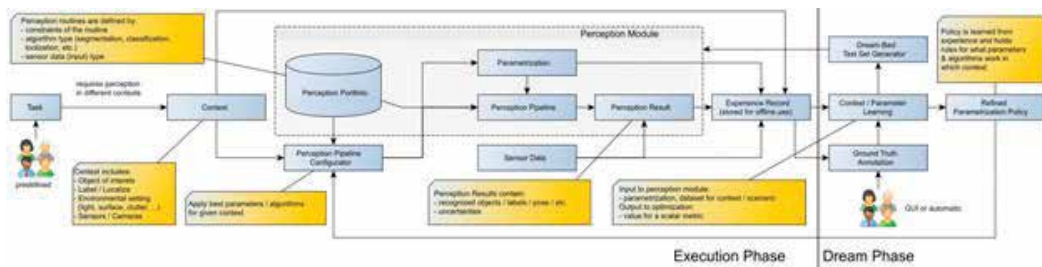 Perception routines are defined by
- constraints of the routine
- algorithm type (segmentation, classification,
localization, etc.)
- sensor data (input) type
Perception Module
Dream-Bed
Test Set Generator
Policy is learned from
experience and holds
rules for what parameters
& algorithms work in
which context
Parametrization
Perception Portfolio
requires perception
in different contexts
Task
Context
Perception Pipeline
Perception Result
Experience Record
(stored for offline use)
Context / Parameter
Learning
Refined
Parametrization Policy
predefined
Perception Pipeline
Configurator
Sensor Data
Ground Truth
Annotation
Context includes:
- Object of interets
- Label / Localize
- Environmental setting
(light, surface, clutter, ...)
- Sensors / Cameras
Apply best parameters / algorithms
for given context
Perception Results contain:
- recognized objects / labels / pose / etc.
- uncertainties
Input to perception module:
- parametrization, dataset for context / scenario
Output to optimization:
- value for a scalar metric
GUI or automatic
Execution Phase
Dream Phase